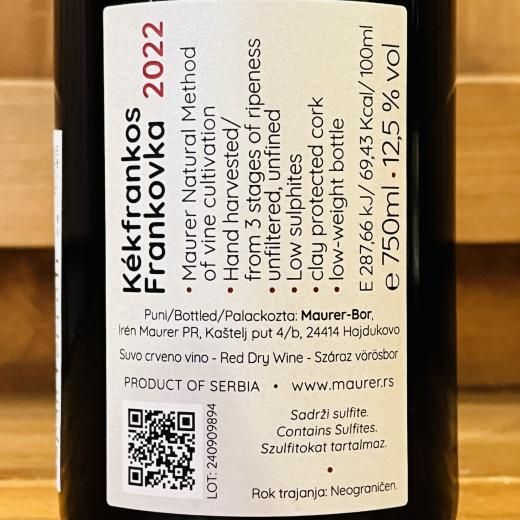 Kékfrankos
Frankovka 2022
• Maurer Natural Method
of vine cultivation
• Hand harvested/
from 3 stages of ripeness
• unfiltered, unfined
• Low sulphites
• clay protected cork
• low-weight bottle
E 287,66 kJ/ 69,43 Kcal/ 100ml
e 750ml • 12,5 % vol
Puni/Bottled/Palackozta: Maurer-Bor,
Irén Maurer PR, Kaštelj put 4/b, 24414 Hajdukovo
Suvo crveno vino - Red Dry Wine - Száraz vörösbor
PRODUCT OF SERBIA • www.maurer.rs
LOT: 240909894
Sadrži sulfite.
Contains Sulfites.
Szulfitokat tartalmaz.
•
Rok trajanja: Neograničen.